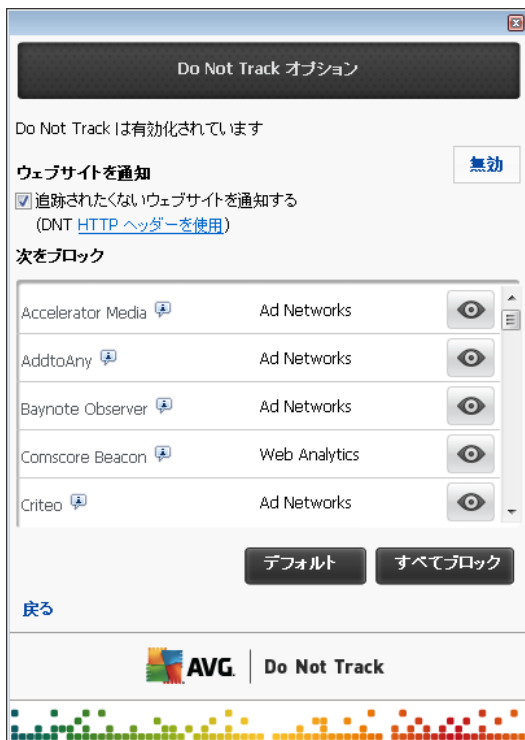 Do Not Track オプション
Do Not Track は有効化されています
無効
ウェブサイトを通知
追跡されたくないウェブサイトを通知する
(DNT HTTP ヘッダーを使用)
次をブロック
Accelerator Media Ad Networks
AddtoAny Ad Networks
Baynote Observer Ad Networks
Comscore Beacon Web Analytics
Criteo Ad Networks
デフォルト すべてブロック
戻る
AVG. Do Not Track